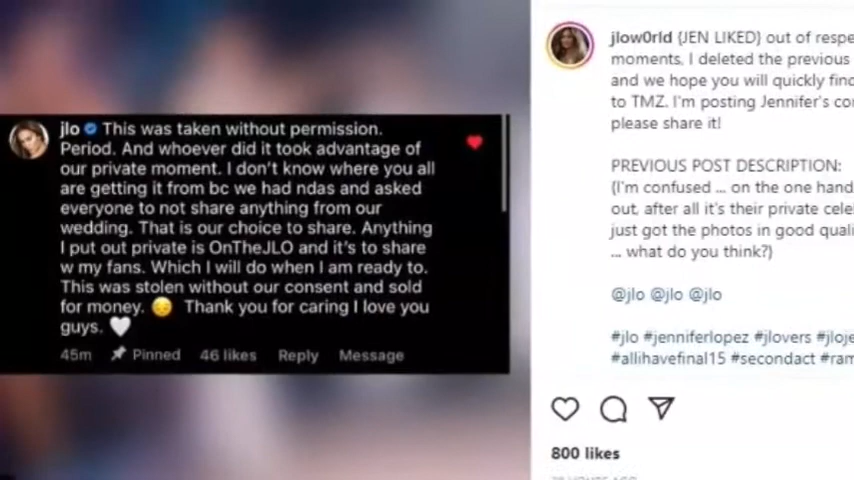 jlo This was taken without permission.
Period. And whoever did it took advantage of
our private moment. I don't know where you all
are getting it from bc we had ndas and asked
everyone to not share anything from our
wedding. That is our choice to share. Anything
I put out private is OnTheJLO and it's to share
w my fans. Which I will do when I am ready to.
This was stolen without our consent and sold
for money. 😔 Thank you for caring I love you
guys. 🤍
45m 📌 Pinned 46 likes Reply Message
jlow0rld {JEN LIKED} out of
moments, I deleted the previous
and we hope you will quickly
to TMZ. I'm posting Jennifer's
please share it!
PREVIOUS POST DESCRIPTION:
(I'm confused ... on the one hand
out, after all it's their private
just got the photos in good
... what do you think?)
@jlo @jlo @jlo
#jlo #jenniferlopez #jlovers
#allihavefinal15 #secondact
800 likes